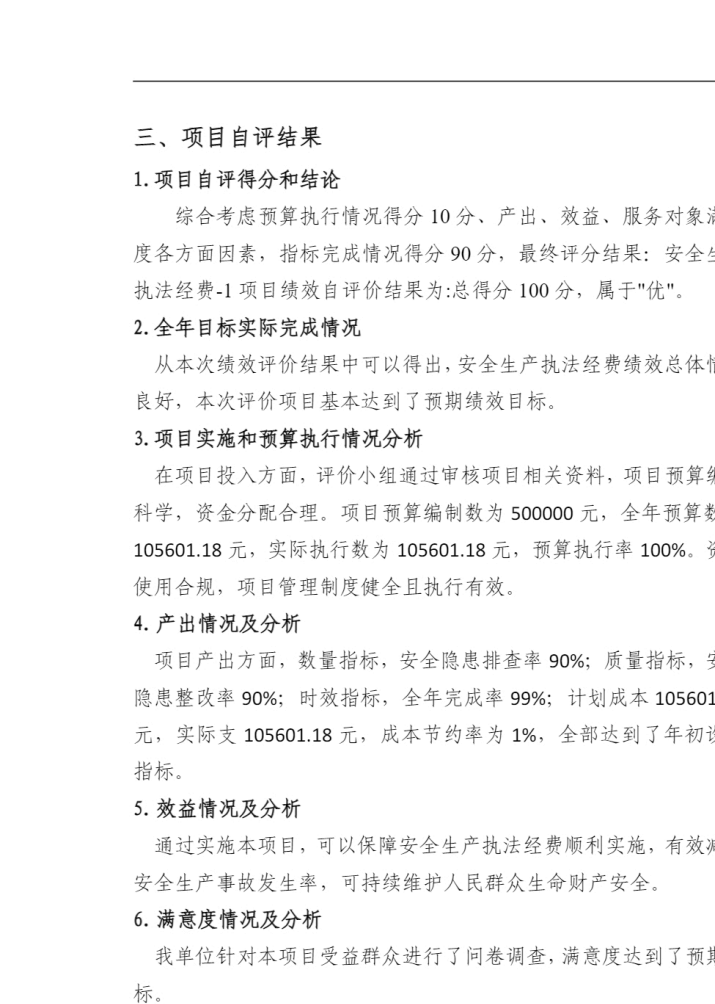 三、项目自评结果
1.项目自评得分和结论
综合考虑预算执行情况得分 10 分、产出、效益、服务对象满
度各方面因素，指标完成情况得分 90 分，最终评分结果：安全生
执法经费-1 项目绩效自评价结果为:总得分 100 分，属于"优"。
2.全年目标实际完成情况
从本次绩效评价结果中可以得出,安全生产执法经费绩效总体情
良好，本次评价项目基本达到了预期绩效目标。
3.项目实施和预算执行情况分析
在项目投入方面，评价小组通过审核项目相关资料，项目预算编
科学，资金分配合理。项目预算编制数为 500000 元，全年预算数
105601.18 元，实际执行数为 105601.18 元，预算执行率 100%。资
使用合规，项目管理制度健全且执行有效。
4. 产出情况及分析
项目产出方面，数量指标，安全隐患排查率 90%；质量指标，安
隐患整改率 90%；时效指标，全年完成率 99%；计划成本 105601
元，实际支 105601.18 元，成本节约率为 1%，全部达到了年初设
指标。
5. 效益情况及分析
通过实施本项目，可以保障安全生产执法经费顺利实施，有效减
安全生产事故发生率，可持续维护人民群众生命财产安全。
6. 满意度情况及分析
我单位针对本项目受益群众进行了问卷调查,满意度达到了预期
标。